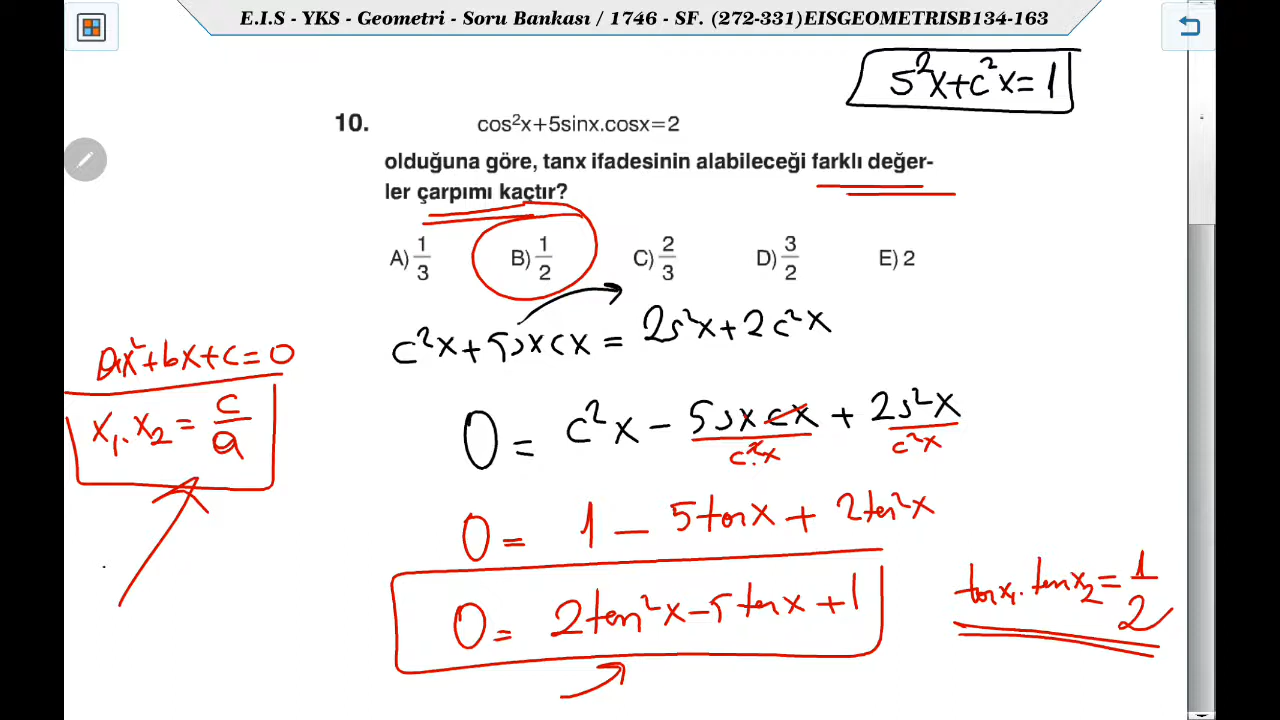 E.I.S - YKS - Geometri - Soru Bankası / 1746 - SF. (272-331)EISGEOMETRISB134-163
s²x+c²x=1
10. cos²x+5sinx.cosx=2
olduğuna göre, tanx ifadesinin alabileceği farklı değer-
ler çarpımı kaçtır?
A) 1/3 B) 1/2 C) 2/3 D) 3/2 E) 2
c²x+5sxcx = 2s²x+2c²x
ax²+bx+c=0
x₁.x₂ = c/a
0 = c²x - 5sxcx/c²x + 2s²x/c²x
0 = 1 - 5tanx + 2tan²x
0 = 2tan²x-5tanx+1
tanx₁.tanx₂ = 1/2